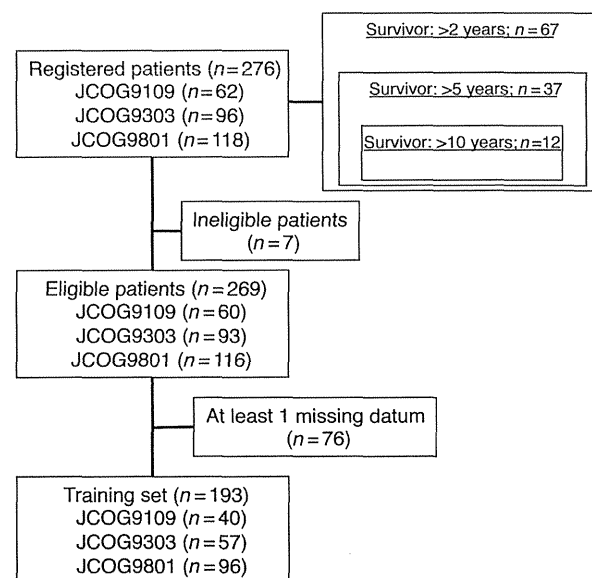 Registered patients (n=276)
JCOG9109 (n=62)
JCOG9303 (n=96)
JCOG9801 (n=118)
Survivor: >2 years; n=67
Survivor: >5 years; n=37
Survivor: >10 years; n=12
Ineligible patients
(n=7)
Eligible patients (n=269)
JCOG9109 (n=60)
JCOG9303 (n=93)
JCOG9801 (n=116)
At least 1 missing datum
(n=76)
Training set (n=193)
JCOG9109 (n=40)
JCOG9303 (n=57)
JCOG9801 (n=96)